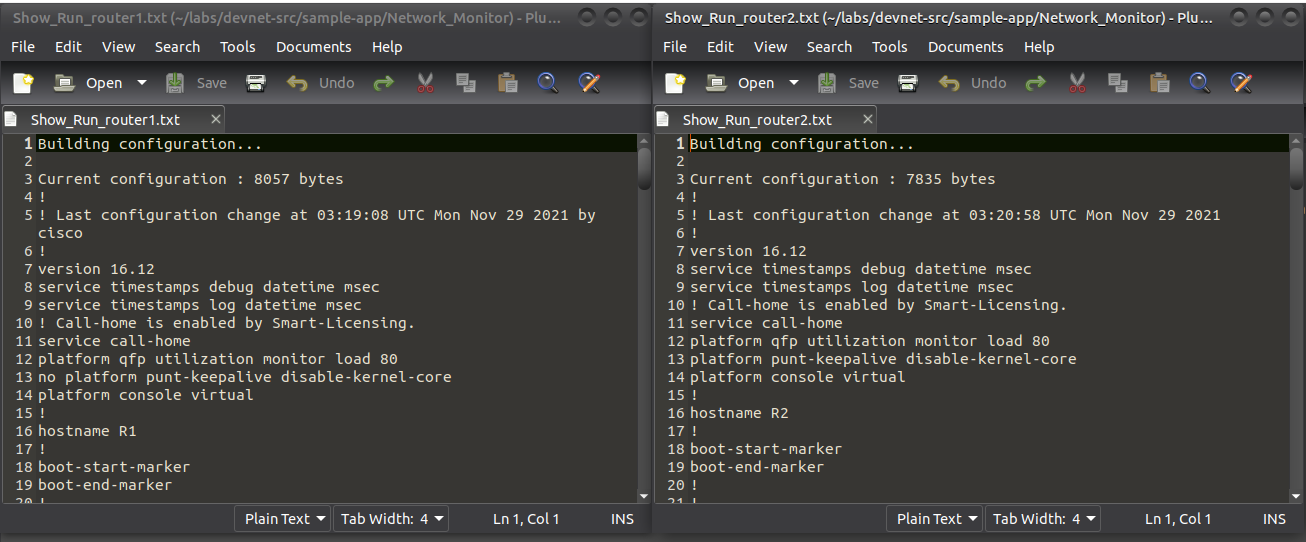 Show_Run_router1.txt (~/labs/devnet-src/sample-app/Network_Monitor) - Plu...
File Edit View Search Tools Documents Help
Open Save Undo
Show_Run_router1.txt ×
1 Building configuration...
2
3 Current configuration : 8057 bytes
4 !
5 ! Last configuration change at 03:19:08 UTC Mon Nov 29 2021 by
cisco
6 !
7 version 16.12
8 service timestamps debug datetime msec
9 service timestamps log datetime msec
10 ! Call-home is enabled by Smart-Licensing.
11 service call-home
12 platform qfp utilization monitor load 80
13 no platform punt-keepalive disable-kernel-core
14 platform console virtual
15 !
16 hostname R1
17 !
18 boot-start-marker
19 boot-end-marker
20 !
Plain Text Tab Width: 4 Ln 1, Col 1 INS
Show_Run_router2.txt (~/labs/devnet-src/sample-app/Network_Monitor) - Plu...
File Edit View Search Tools Documents Help
Open Save Undo
Show_Run_router2.txt ×
1 Building configuration...
2
3 Current configuration : 7835 bytes
4 !
5 ! Last configuration change at 03:20:58 UTC Mon Nov 29 2021
6 !
7 version 16.12
8 service timestamps debug datetime msec
9 service timestamps log datetime msec
10 ! Call-home is enabled by Smart-Licensing.
11 service call-home
12 platform qfp utilization monitor load 80
13 platform punt-keepalive disable-kernel-core
14 platform console virtual
15 !
16 hostname R2
17 !
18 boot-start-marker
19 boot-end-marker
20 !
21 !
Plain Text Tab Width: 4 Ln 1, Col 1 INS